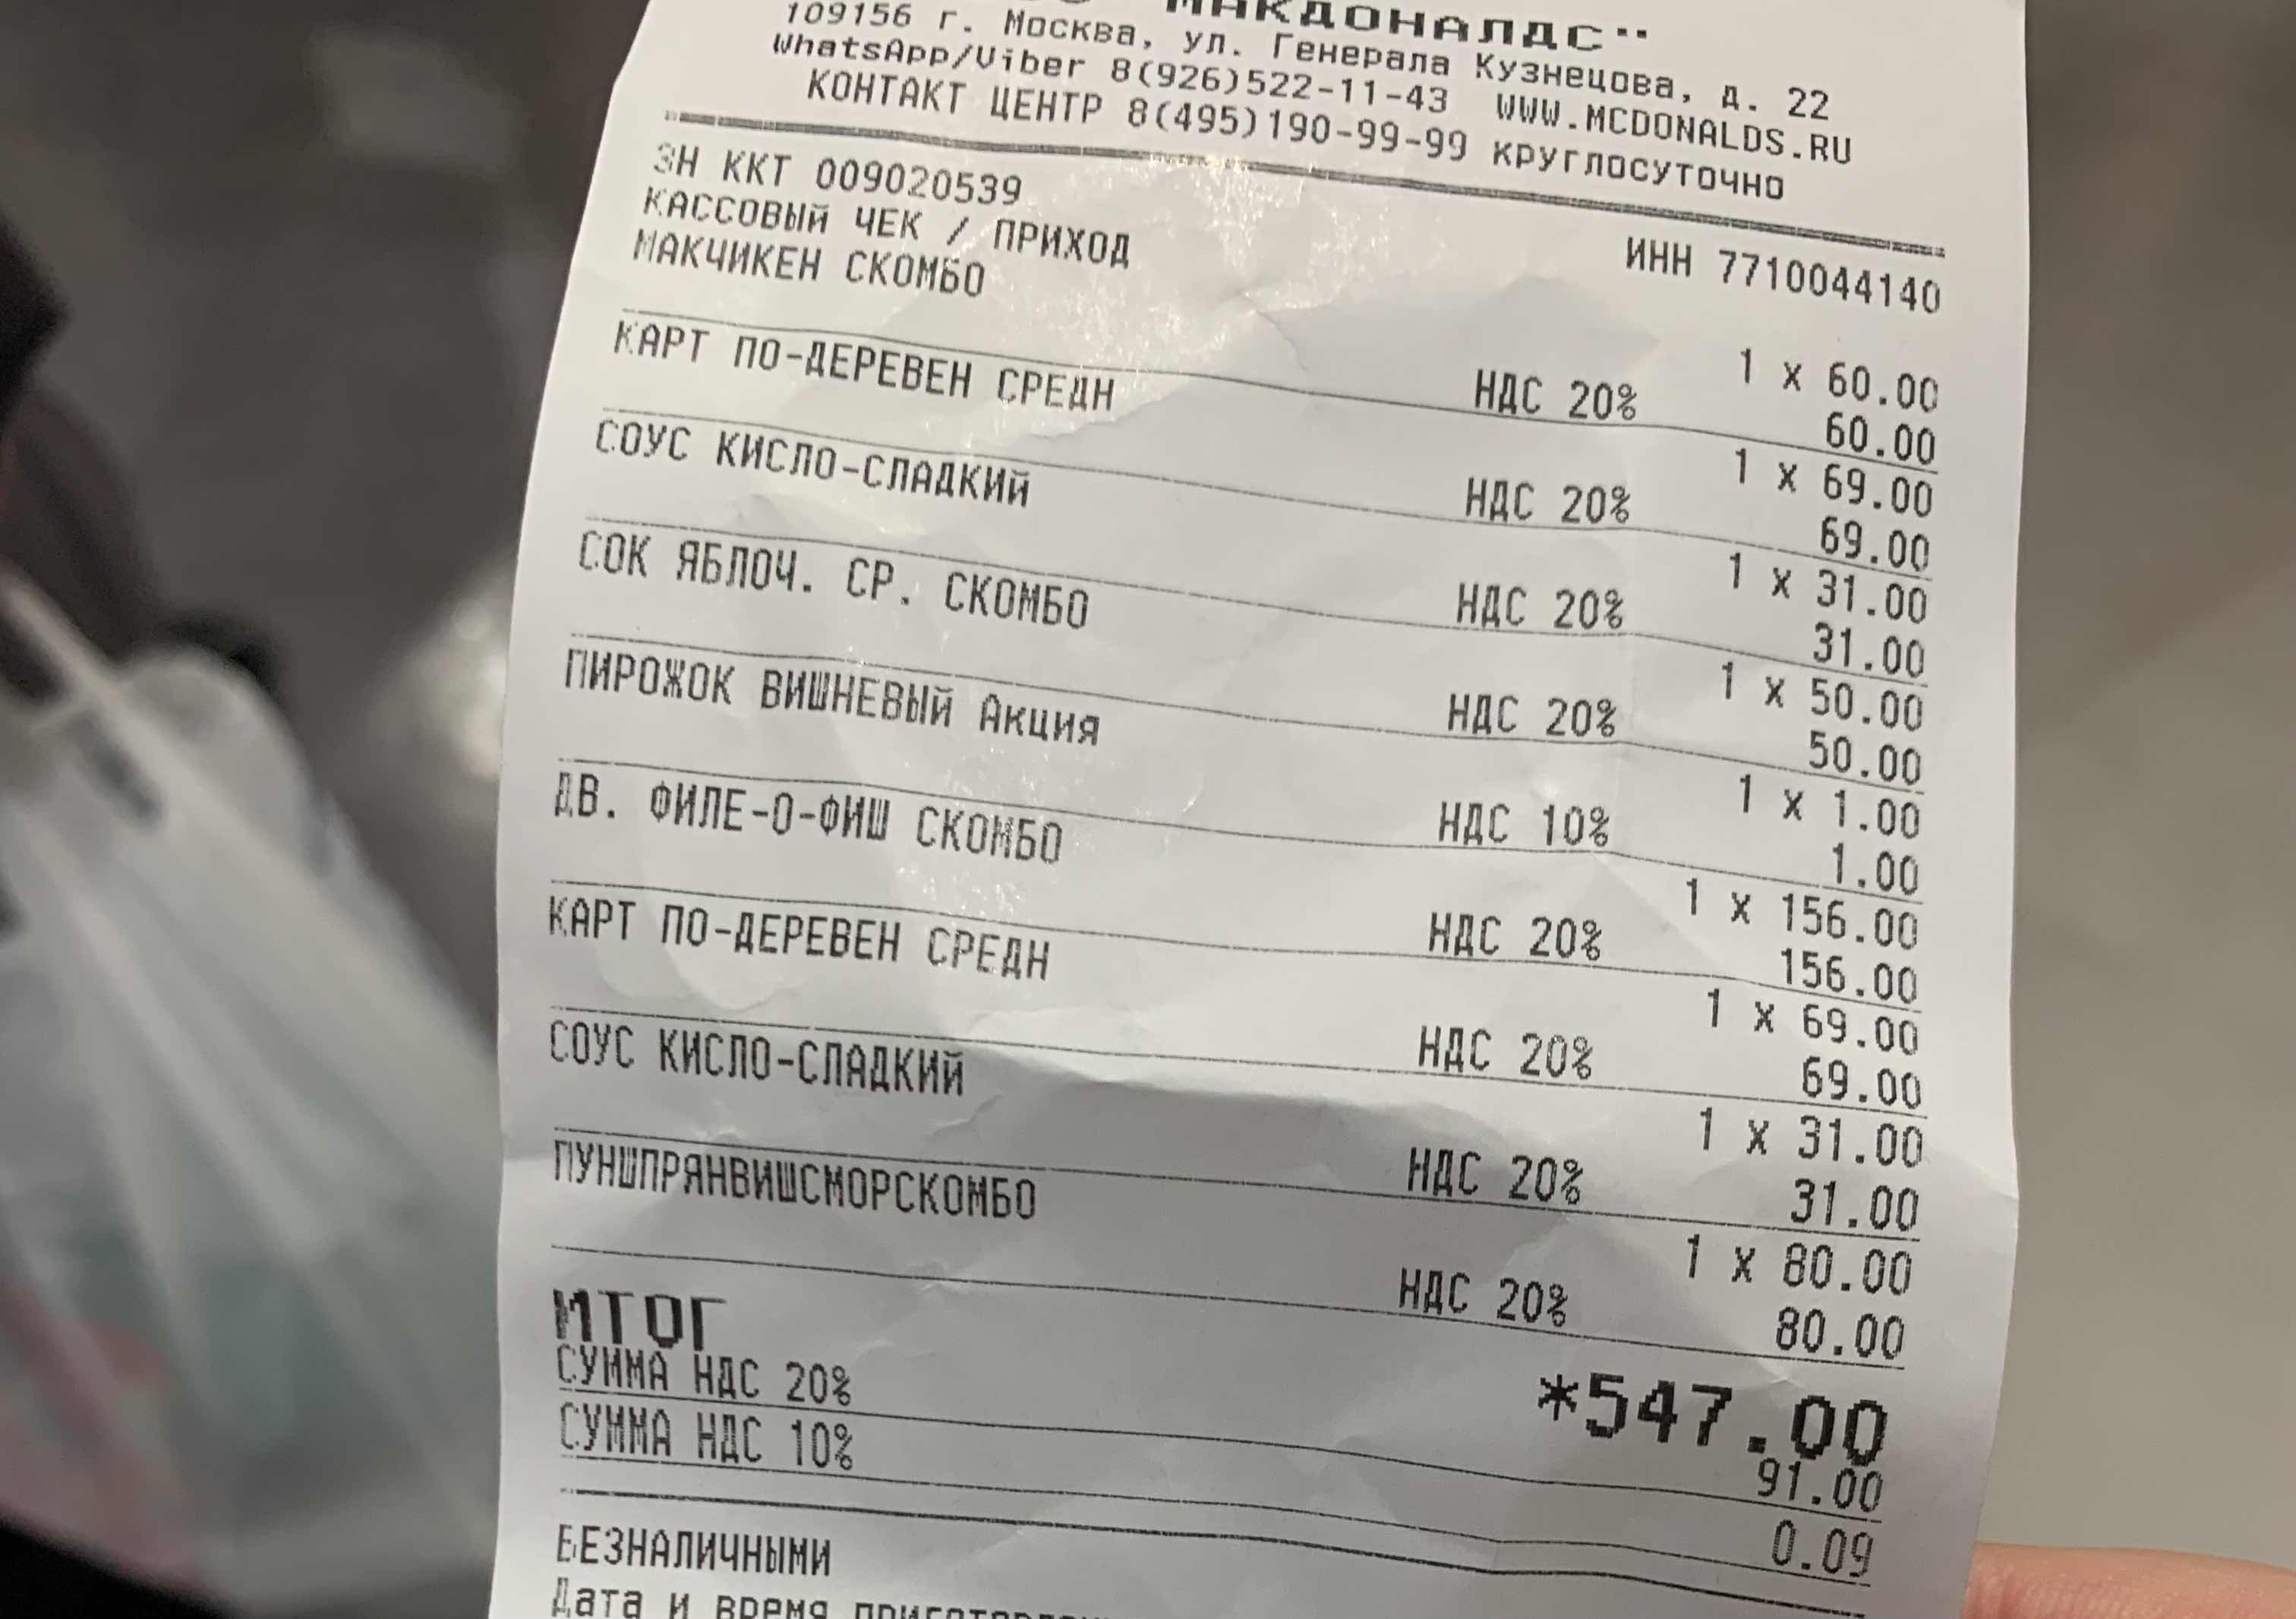 МАКДОНАЛДС"
109156 г. Москва, ул. Генерала Кузнецова, д. 22
WhatsApp/Viber 8(926)522-11-43 WWW.MCDONALDS.RU
КОНТАКТ ЦЕНТР 8(495)190-99-99 КРУГЛОСУТОЧНО
ЗН ККТ 009020539 ИНН 7710044140
КАССОВЫЙ ЧЕК / ПРИХОД
МАКЧИКЕН СКОМБО
1 x 60.00
НДС 20% 60.00
КАРТ ПО-ДЕРЕВЕН СРЕДН
1 x 69.00
НДС 20% 69.00
СОУС КИСЛО-СЛАДКИЙ
1 x 31.00
НДС 20% 31.00
СОК ЯБЛОЧ. СР. СКОМБО
1 x 50.00
НДС 20% 50.00
ПИРОЖОК ВИШНЕВЫЙ Акция
1 x 1.00
НДС 10% 1.00
ДВ. ФИЛЕ-О-ФИШ СКОМБО
1 x 156.00
НДС 20% 156.00
КАРТ ПО-ДЕРЕВЕН СРЕДН
1 x 69.00
НДС 20% 69.00
СОУС КИСЛО-СЛАДКИЙ
1 x 31.00
НДС 20% 31.00
ПУНШПРЯНВИШСМОРСКОМБО
1 x 80.00
НДС 20% 80.00
ИТОГ *547.00
СУММА НДС 20% 91.00
СУММА НДС 10% 0.09
БЕЗНАЛИЧНЫМИ
Дата и время